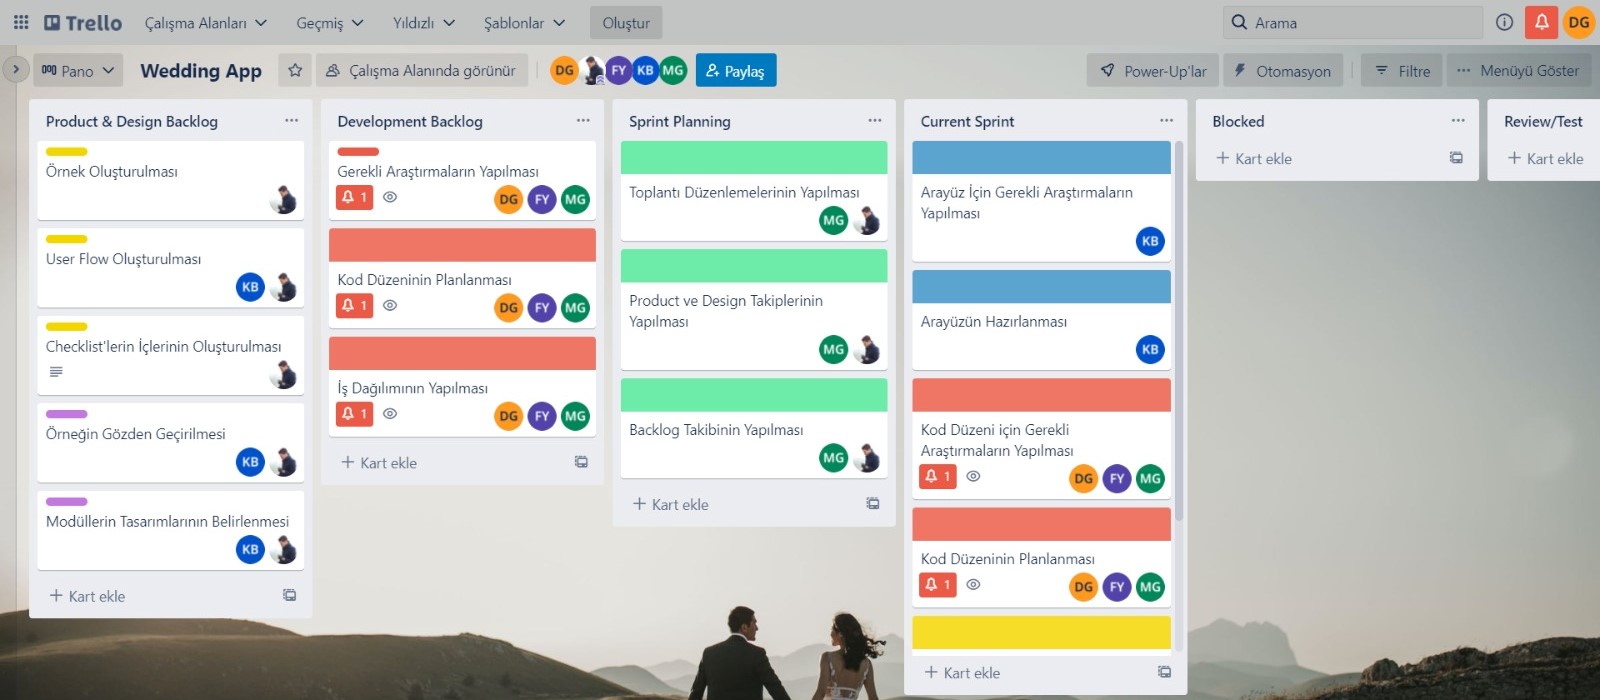 Trello
Çalışma Alanları
Geçmiş
Yıldızlı
Şablonlar
Oluştur
Arama
DG
Pano
Wedding App
Çalışma Alanında görünür
DG
FY
KB
MG
Paylaş
Power-Up'lar
Otomasyon
Filtre
Menüyü Göster
Product & Design Backlog
Örnek Oluşturulması
User Flow Oluşturulması
KB
Checklist'lerin İçlerinin Oluşturulması
Örneğin Gözden Geçirilmesi
KB
Modüllerin Tasarımlarının Belirlenmesi
KB
+ Kart ekle
Development Backlog
Gerekli Araştırmaların Yapılması
1
DG FY MG
Kod Düzeninin Planlanması
1
DG FY MG
İş Dağılımının Yapılması
1
DG FY MG
+ Kart ekle
Sprint Planning
Toplantı Düzenlemelerinin Yapılması
MG
Product ve Design Takiplerinin
Yapılması
MG
Backlog Takibinin Yapılması
MG
+ Kart ekle
Current Sprint
Arayüz İçin Gerekli Araştırmaların
Yapılması
KB
Arayüzün Hazırlanması
KB
Kod Düzeni için Gerekli
Araştırmaların Yapılması
1
DG FY MG
Kod Düzeninin Planlanması
1
DG FY MG
+ Kart ekle
Blocked
+ Kart ekle
Review/Test
+ Kart ekle